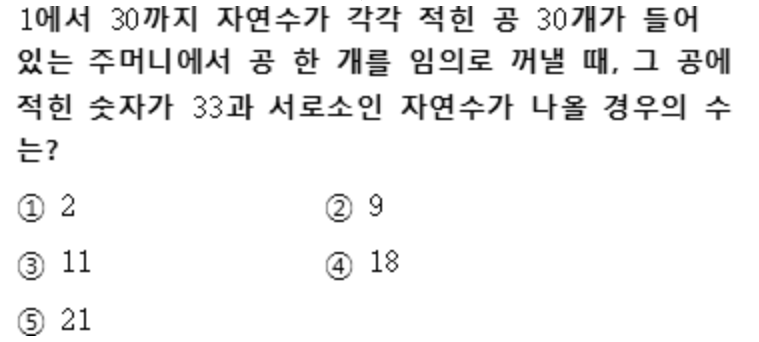 1에서 30까지 자연수가 각각 적힌 공 30개가 들어
있는 주머니에서 공 한 개를 임의로 꺼낼 때, 그 공에
적힌 숫자가 33과 서로소인 자연수가 나올 경우의 수
는?
① 2 ② 9
③ 11 ④ 18
⑤ 21